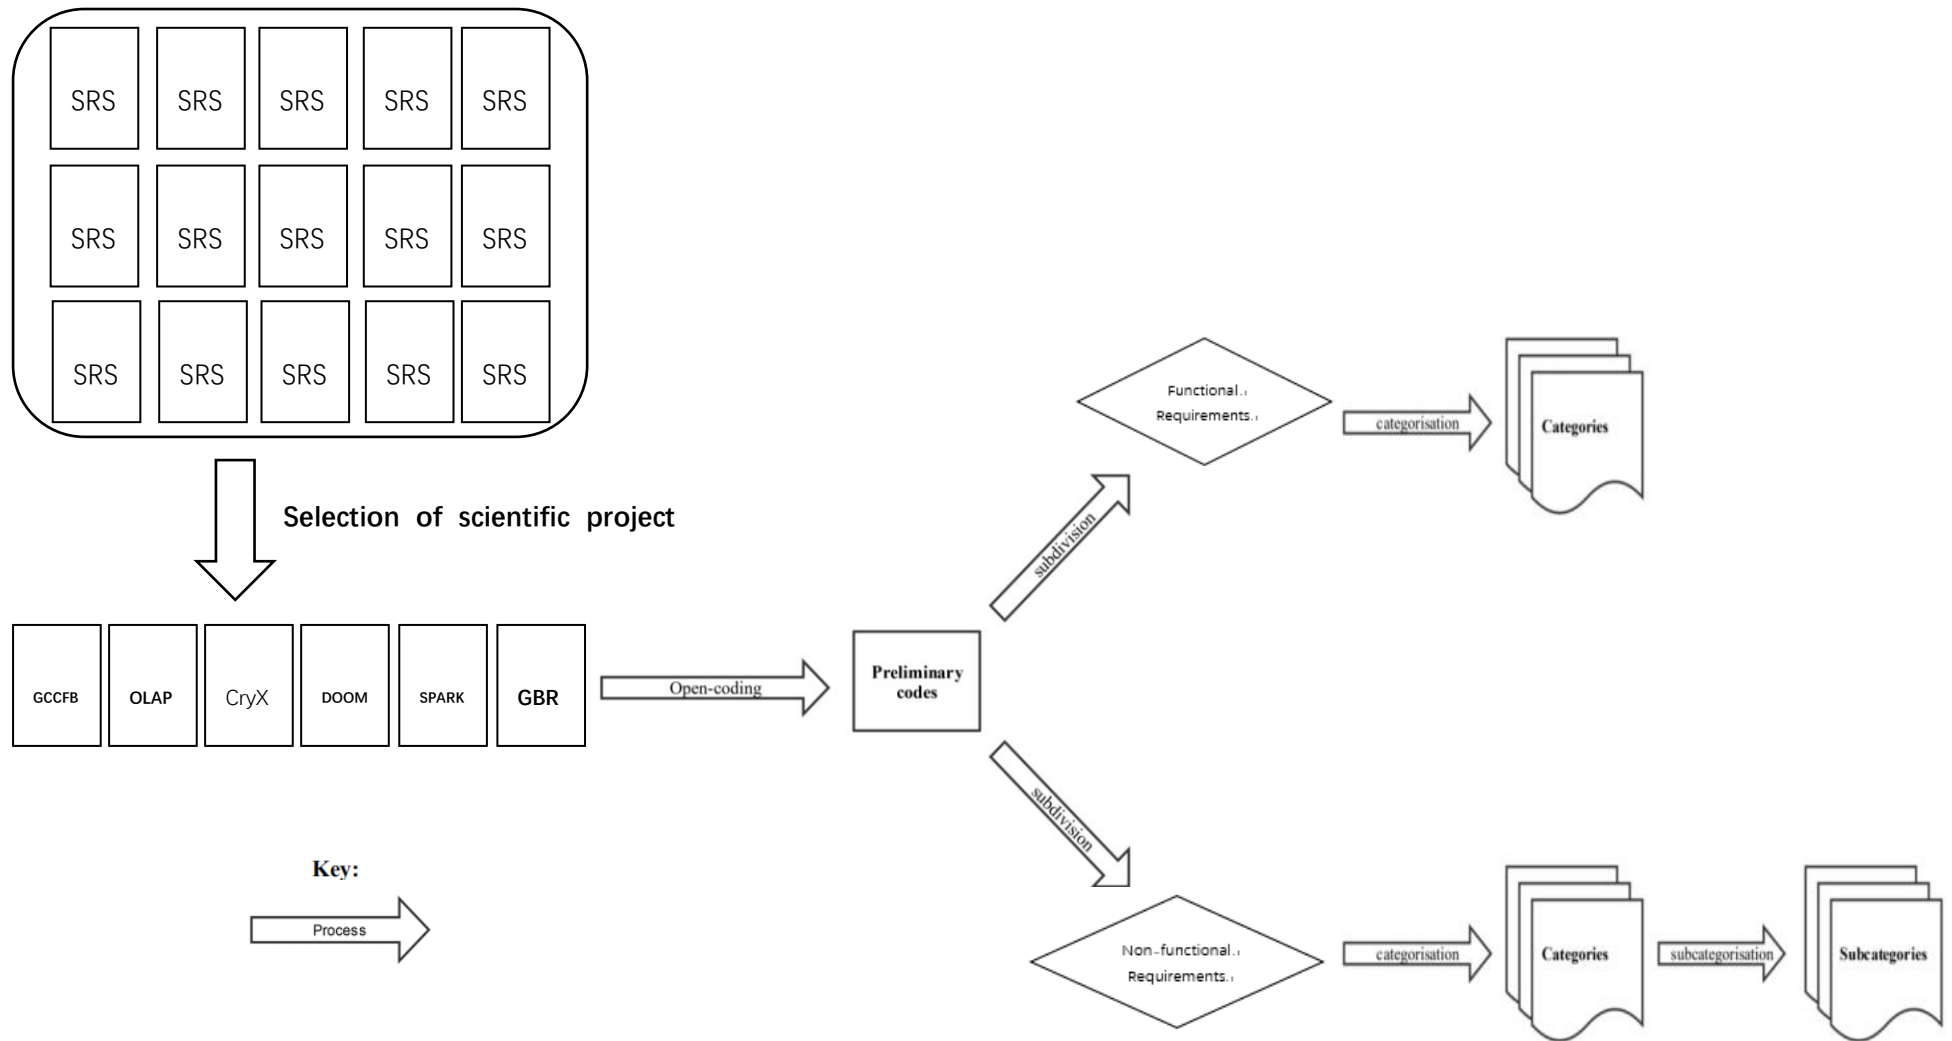 SRS SRS SRS SRS SRS
SRS SRS SRS SRS SRS
SRS SRS SRS SRS SRS
Selection of scientific project
GCCFB OLAP CryX DOOM SPARK GBR
Open-coding
Preliminary
codes
subdivision
Functional.
Requirements.
categorisation
Categories
subdivision
Non-functional.
Requirements.
categorisation
Categories
subcategorisation
Subcategories
Key:
Process